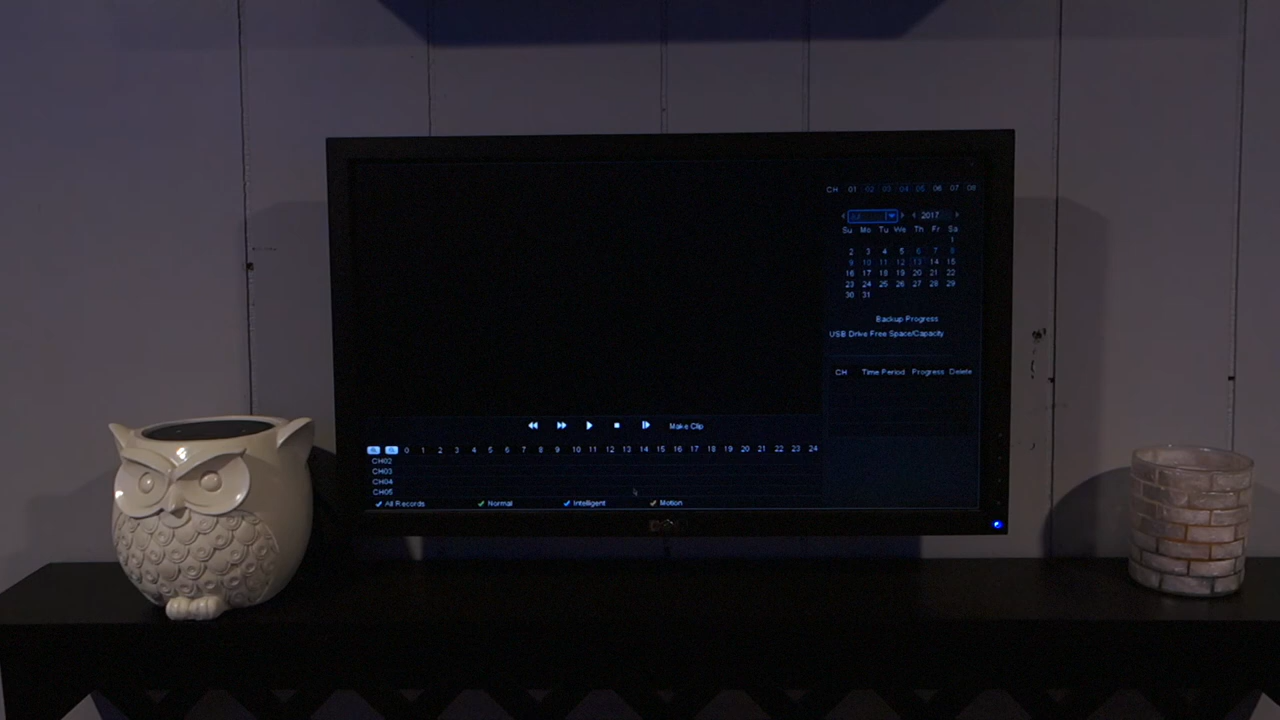 CH 01 02 03 04 05 06 07 08
2017
Su Mo Tu We Th Fr Sa
1
2 3 4 5 6 7 8
9 10 11 12 13 14 15
16 17 18 19 20 21 22
23 24 25 26 27 28 29
30 31
Backup Progress
USB Drive Free Space/Capacity
CH Time Period Progress Delete
Make Clip
0 1 2 3 4 5 6 7 8 9 10 11 12 13 14 15 16 17 18 19 20 21 22 23 24
CH02
CH03
CH04
CH05
All Records Normal Intelligent Motion